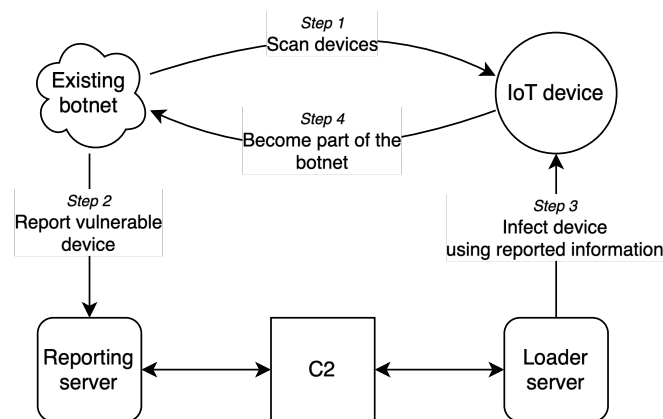 Step 1
Scan devices
Existing
botnet
IoT device
Step 4
Become part of the
botnet
Step 2
Report vulnerable
device
Step 3
Infect device
using reported information
Reporting
server
C2
Loader
server